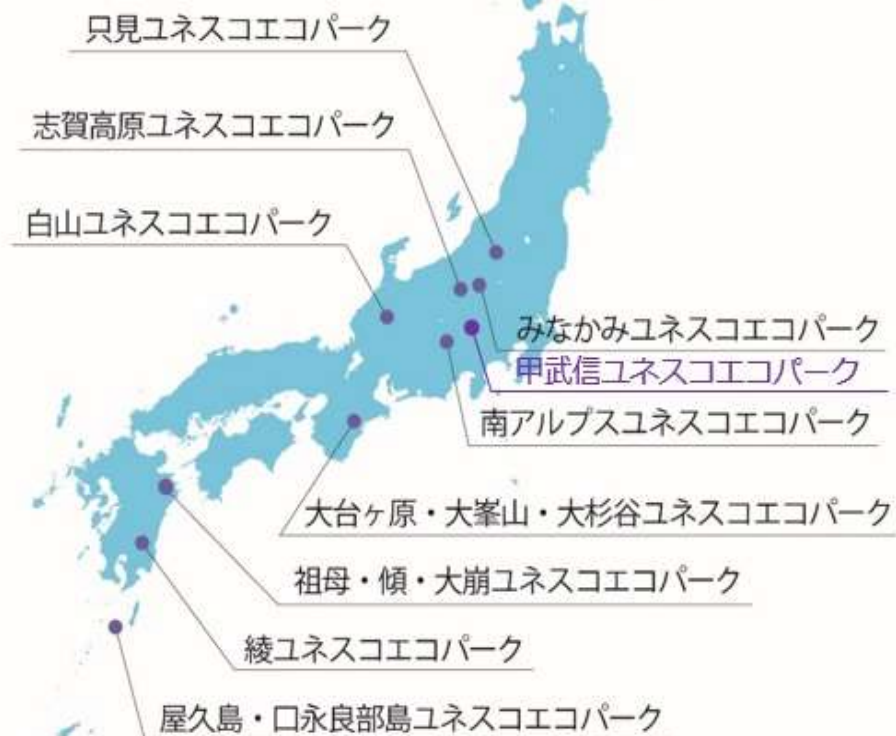 只見ユネスコエコパーク
志賀高原ユネスコエコパーク
白山ユネスコエコパーク
みなかみユネスコエコパーク
甲武信ユネスコエコパーク
南アルプスユネスコエコパーク
大台ヶ原・大峯山・大杉谷ユネスコエコパーク
祖母・傾・大崩ユネスコエコパーク
綾ユネスコエコパーク
屋久島・口永良部島ユネスコエコパーク